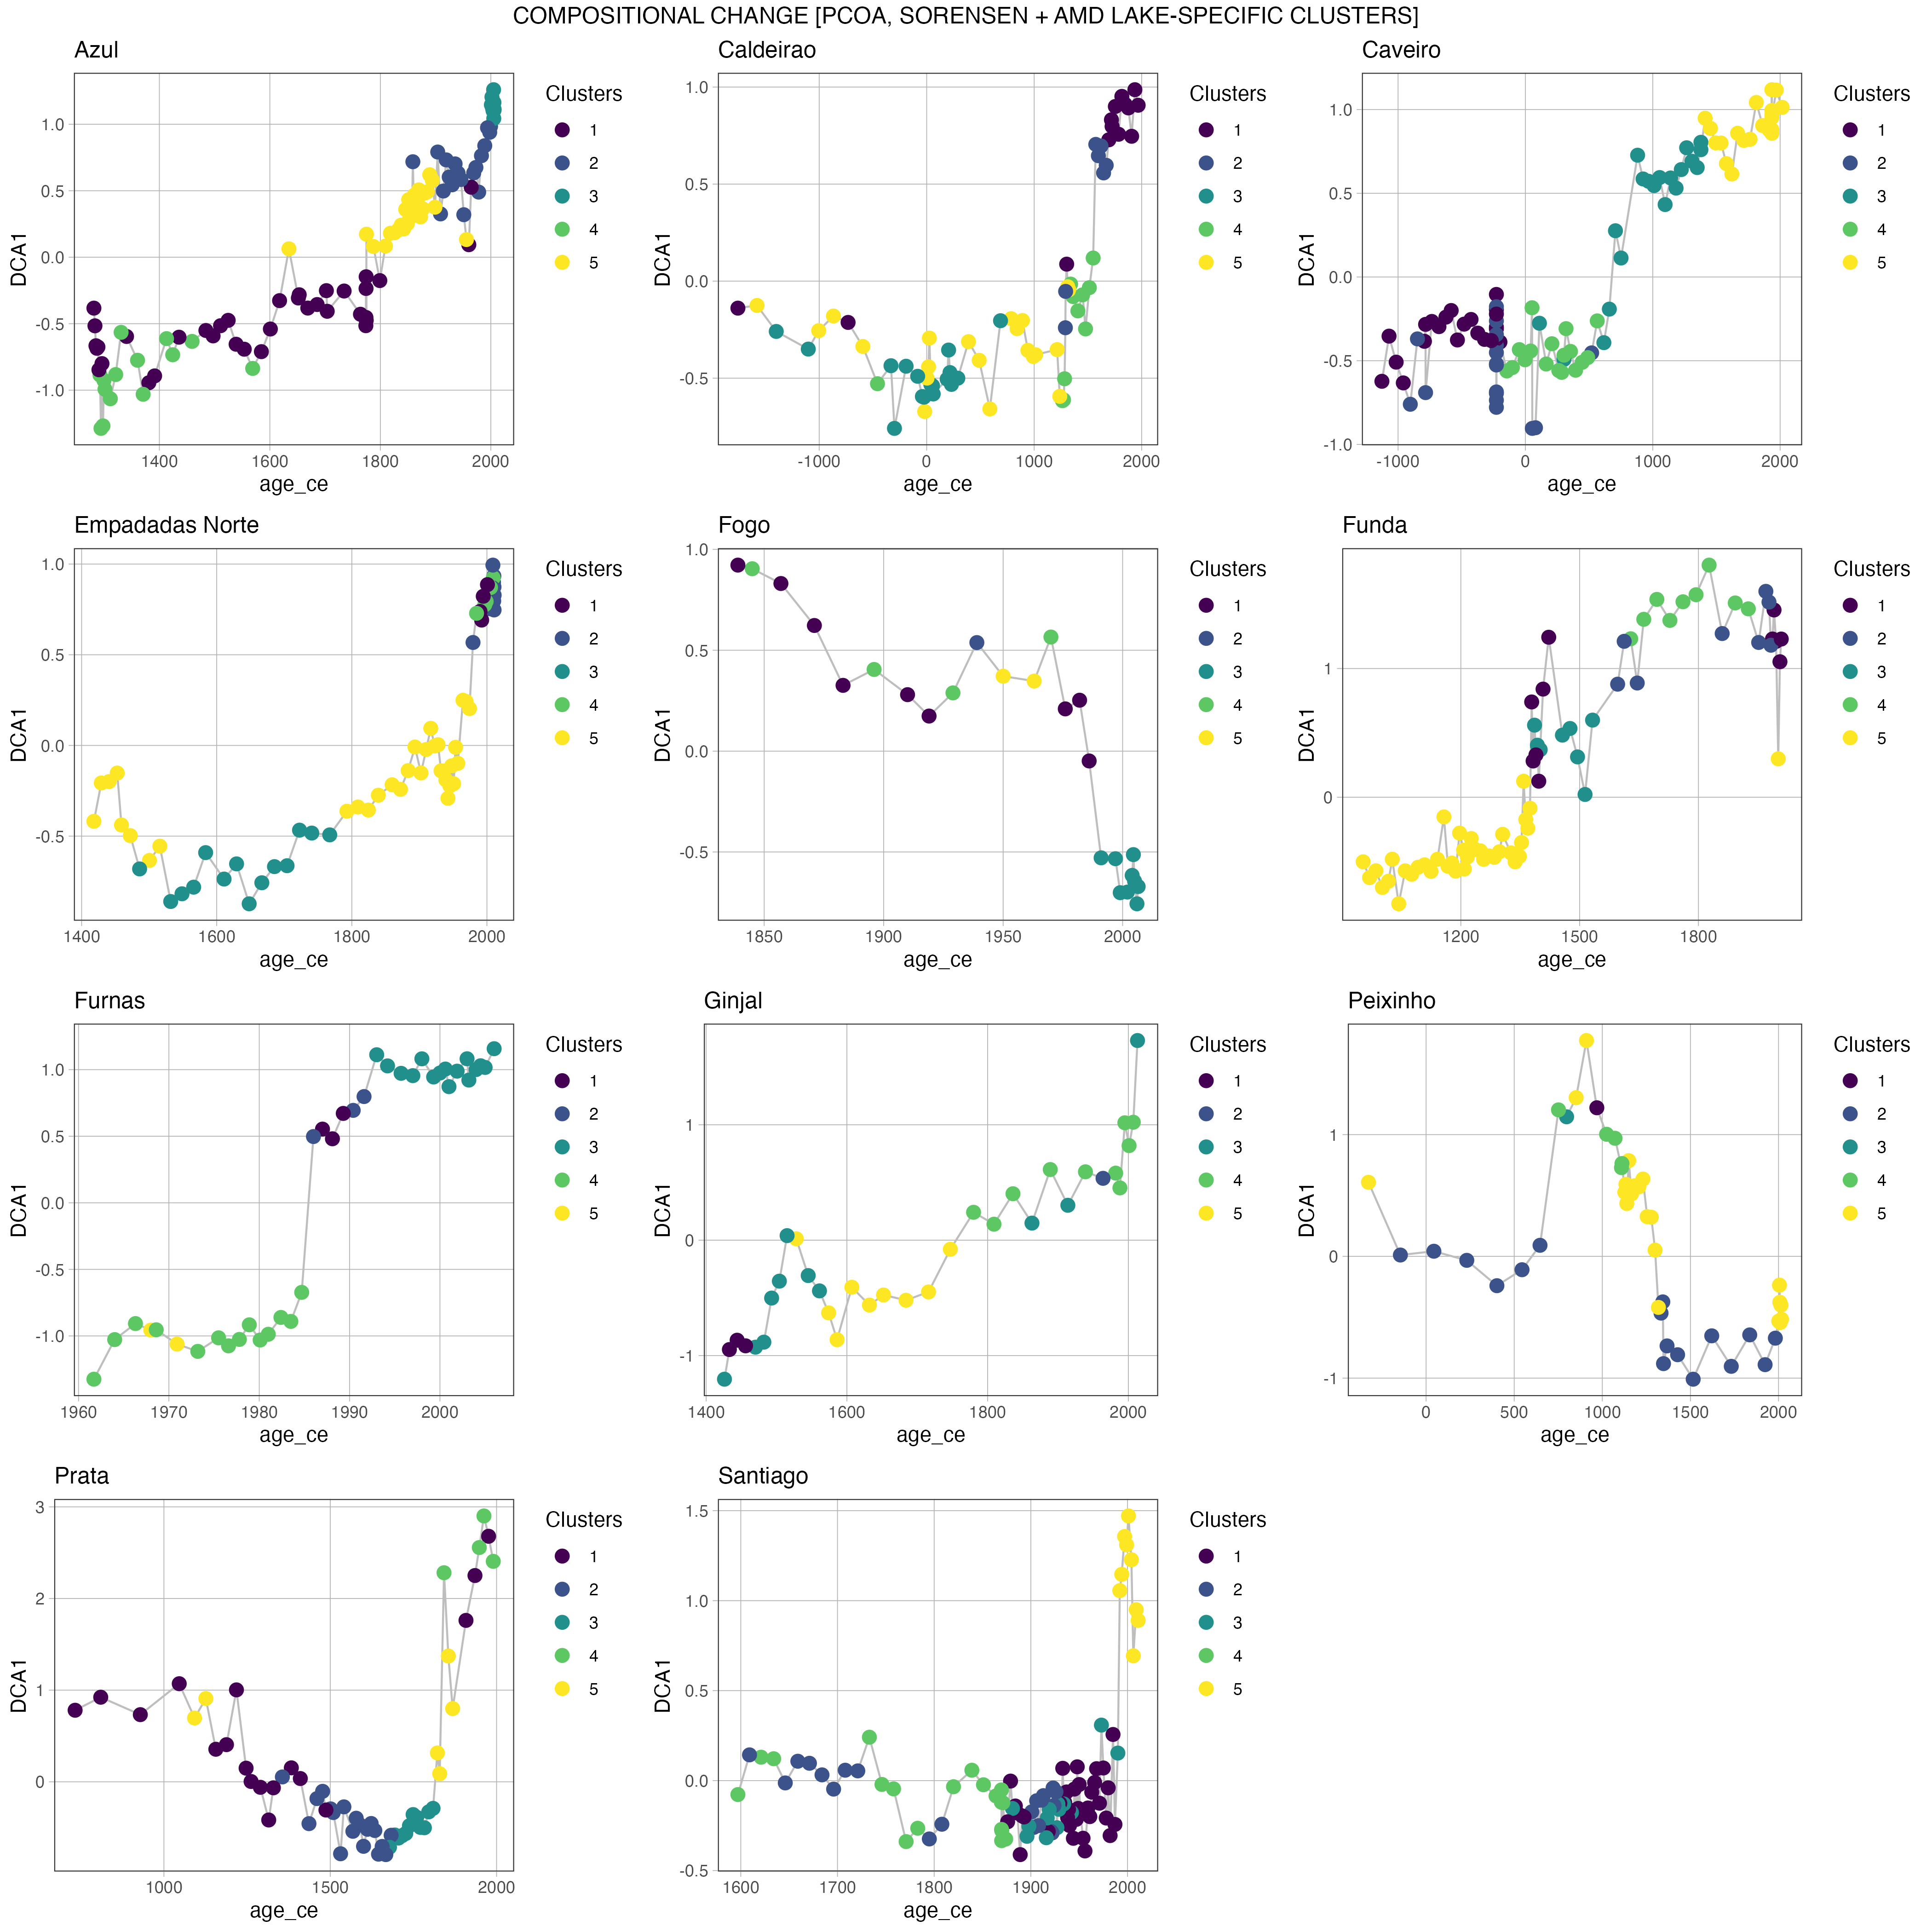 COMPOSITIONAL CHANGE [PCOA, SORENSEN + AMD LAKE-SPECIFIC CLUSTERS]
Azul
DCA1
1.0
0.5
0.0
-0.5
-1.0
1400 1600 1800 2000
age_ce
Clusters
1
2
3
4
5
Caldeirao
DCA1
1.0
0.5
0.0
-0.5
-1000 0 1000 2000
age_ce
Clusters
1
2
3
4
5
Caveiro
DCA1
1.0
0.5
0.0
-0.5
-1.0
-1000 0 1000 2000
age_ce
Clusters
1
2
3
4
5
Empadadas Norte
DCA1
1.0
0.5
0.0
-0.5
1400 1600 1800 2000
age_ce
Clusters
1
2
3
4
5
Fogo
DCA1
1.0
0.5
0.0
-0.5
1850 1900 1950 2000
age_ce
Clusters
1
2
3
4
5
Funda
DCA1
1
0
1200 1500 1800
age_ce
Clusters
1
2
3
4
5
Furnas
DCA1
1.0
0.5
0.0
-0.5
-1.0
1960 1970 1980 1990 2000
age_ce
Clusters
1
2
3
4
5
Ginjal
DCA1
1
0
-1
1400 1600 1800 2000
age_ce
Clusters
1
2
3
4
5
Peixinho
DCA1
1
0
-1
0 500 1000 1500 2000
age_ce
Clusters
1
2
3
4
5
Prata
DCA1
3
2
1
0
1000 1500 2000
age_ce
Clusters
1
2
3
4
5
Santiago
DCA1
1.5
1.0
0.5
0.0
-0.5
1600 1700 1800 1900 2000
age_ce
Clusters
1
2
3
4
5